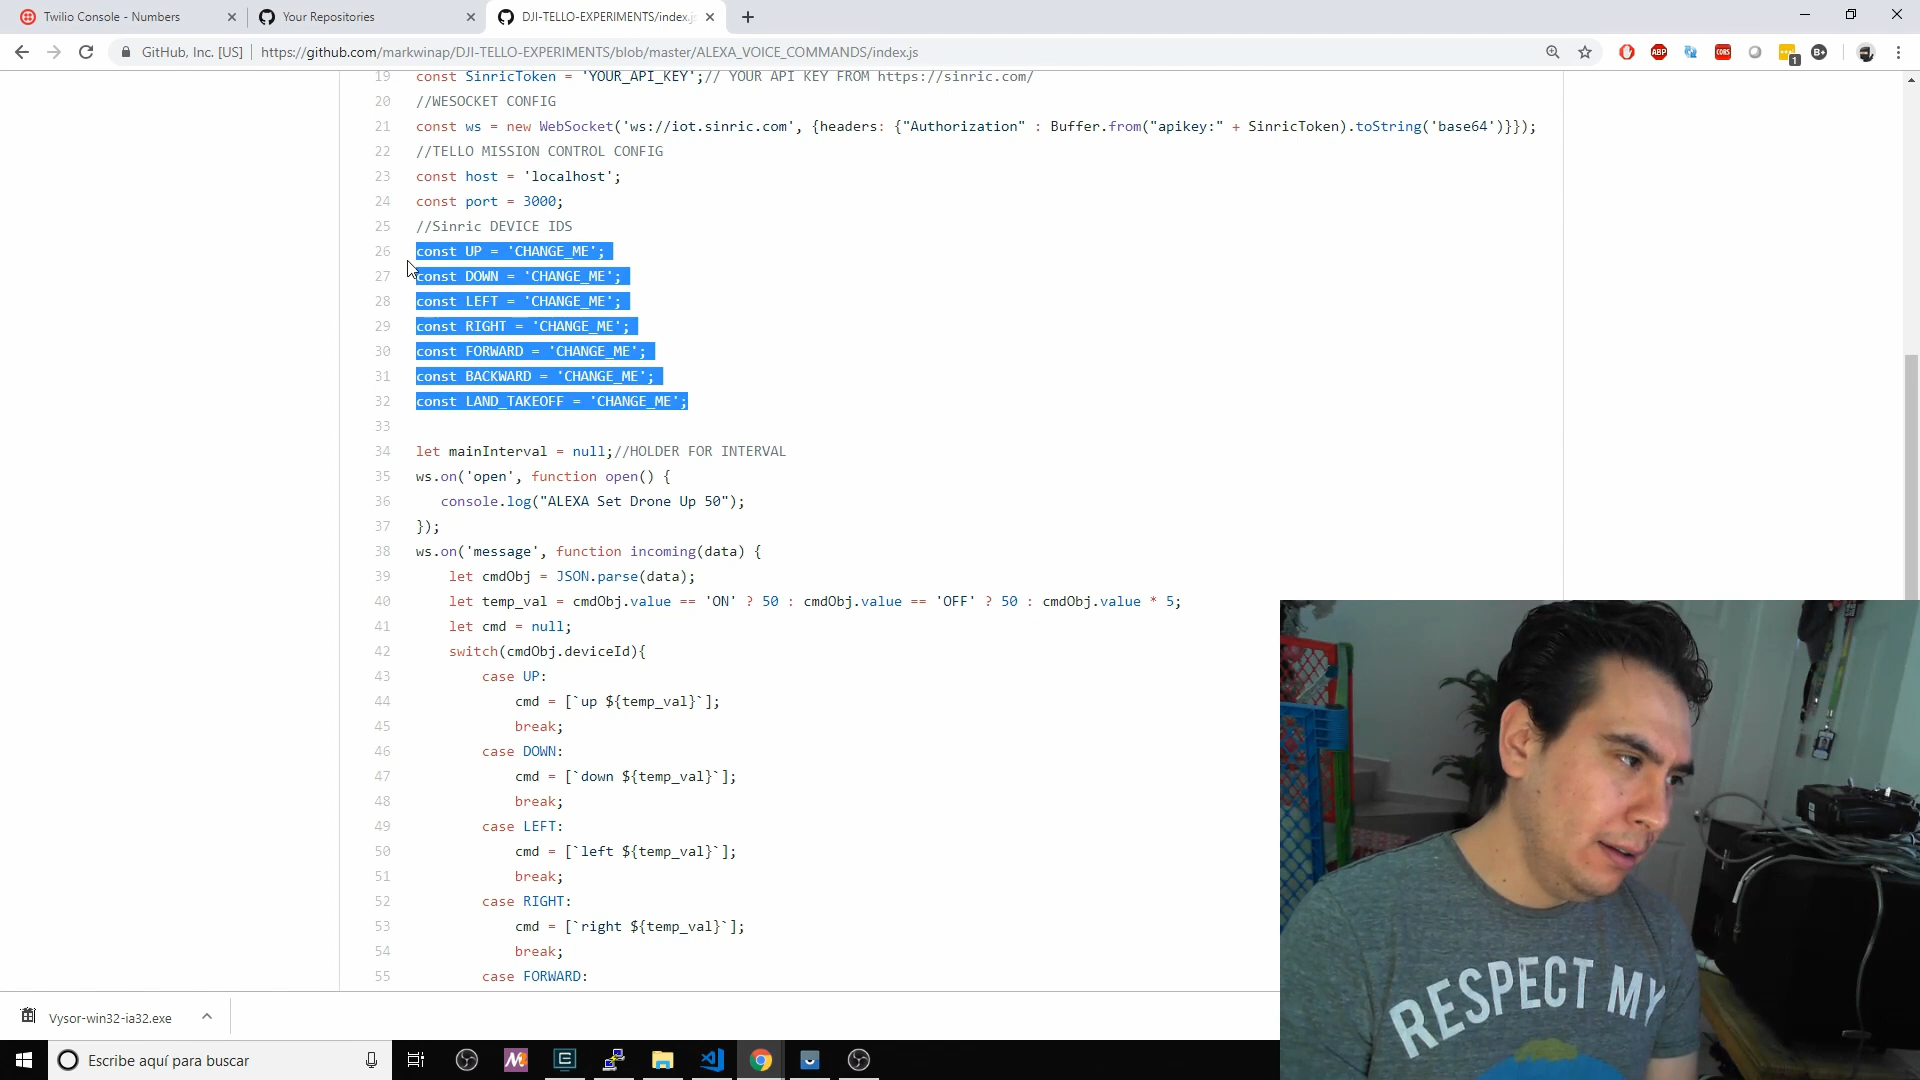 Twilio Console - Numbers
Your Repositories
DJI-TELLO-EXPERIMENTS/index.js
GitHub, Inc. [US]
https://github.com/markwinap/DJI-TELLO-EXPERIMENTS/blob/master/ALEXA_VOICE_COMMANDS/index.js
ABP
CORS
1
B+
19 const SinricToken = 'YOUR_API_KEY';// YOUR API KEY FROM https://sinric.com/
20 //WESOCKET CONFIG
21 const ws = new WebSocket('ws://iot.sinric.com', {headers: {"Authorization" : Buffer.from("apikey:" + SinricToken).toString('base64')}});
22 //TELLO MISSION CONTROL CONFIG
23 const host = 'localhost';
24 const port = 3000;
25 //Sinric DEVICE IDS
26 const UP = 'CHANGE_ME';
27 const DOWN = 'CHANGE_ME';
28 const LEFT = 'CHANGE_ME';
29 const RIGHT = 'CHANGE_ME';
30 const FORWARD = 'CHANGE_ME';
31 const BACKWARD = 'CHANGE_ME';
32 const LAND_TAKEOFF = 'CHANGE_ME';
33
34 let mainInterval = null;//HOLDER FOR INTERVAL
35 ws.on('open', function open() {
36 console.log("ALEXA Set Drone Up 50");
37 });
38 ws.on('message', function incoming(data) {
39 let cmdObj = JSON.parse(data);
40 let temp_val = cmdObj.value == 'ON' ? 50 : cmdObj.value == 'OFF' ? 50 : cmdObj.value * 5;
41 let cmd = null;
42 switch(cmdObj.deviceId){
43 case UP:
44 cmd = [`up ${temp_val}`];
45 break;
46 case DOWN:
47 cmd = [`down ${temp_val}`];
48 break;
49 case LEFT:
50 cmd = [`left ${temp_val}`];
51 break;
52 case RIGHT:
53 cmd = [`right ${temp_val}`];
54 break;
55 case FORWARD:
RESPECT MY
Vysor-win32-ia32.exe
Escribe aquí para buscar